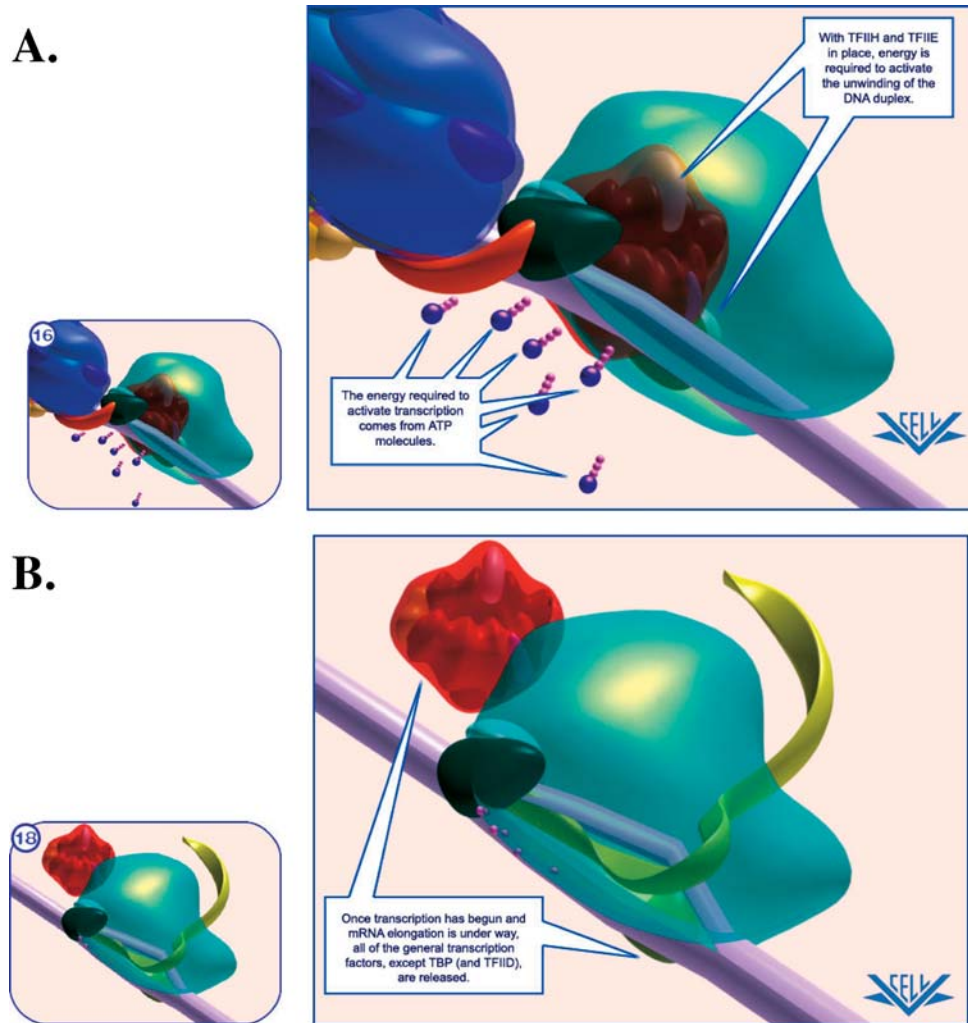 A.
With TFIIH and TFIIE
in place, energy is
required to activate
the unwinding of the
DNA duplex.
16
The energy required to
activate transcription
comes from ATP
molecules.
CELL
B.
18
Once transcription has begun and
mRNA elongation is under way,
all of the general transcription
factors, except TBP (and TFIID),
are released.
CELL